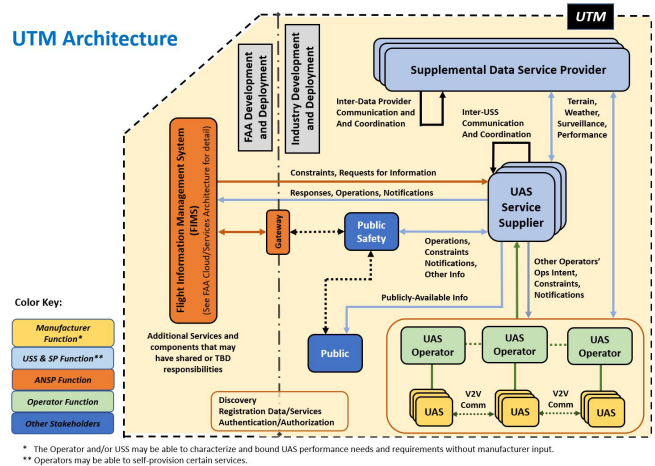 UTM Architecture
UTM
FAA Development
and Deployment
Industry Development
and Deployment
Supplemental Data Service Provider
Inter-Data Provider
Communication and
And Coordination
Inter-USS
Communication
And Coordination
Terrain,
Weather,
Surveillance,
Performance
Flight Information Management System
(FIMS)
(See FAA Cloud/Services Architecture for detail)
Constraints, Requests for Information
Responses, Operations, Notifications
UAS
Service
Supplier
Gateway
Public
Safety
Operations,
Constraints
Notifications,
Other Info
Other Operators'
Ops Intent,
Constraints,
Notifications
Publicly-Available Info
Public
Additional Services and
components that may
have shared or TBD
responsibilities
Color Key:
Manufacturer
Function*
USS & SP Function**
ANSP Function
Operator Function
Other Stakeholders
UAS
Operator
UAS
Operator
UAS
Operator
UAS
V2V
Comm
UAS
V2V
Comm
UAS
Discovery
Registration Data/Services
Authentication/Authorization
* The Operator and/or USS may be able to characterize and bound UAS performance needs and requirements without manufacturer input.
** Operators may be able to self-provision certain services.